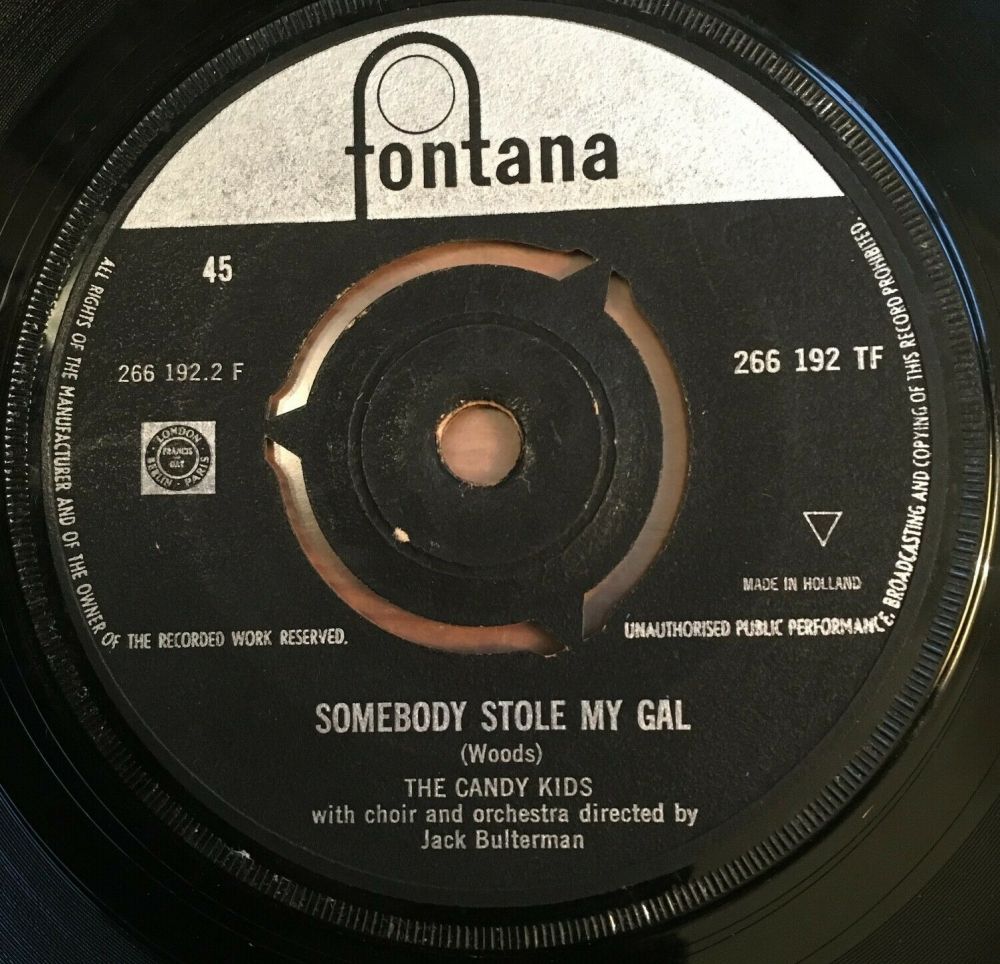 fontana
45
266 192.2 F
266 192 TF
LONDON
FRANCIS
DAY
BERLIN - PARIS
MADE IN HOLLAND
ALL RIGHTS OF THE MANUFACTURER AND OF THE OWNER OF THE RECORDED WORK RESERVED.
UNAUTHORISED PUBLIC PERFORMANCE, BROADCASTING AND COPYING OF THIS RECORD PROHIBITED.
SOMEBODY STOLE MY GAL
(Woods)
THE CANDY KIDS
with choir and orchestra directed by
Jack Bulterman